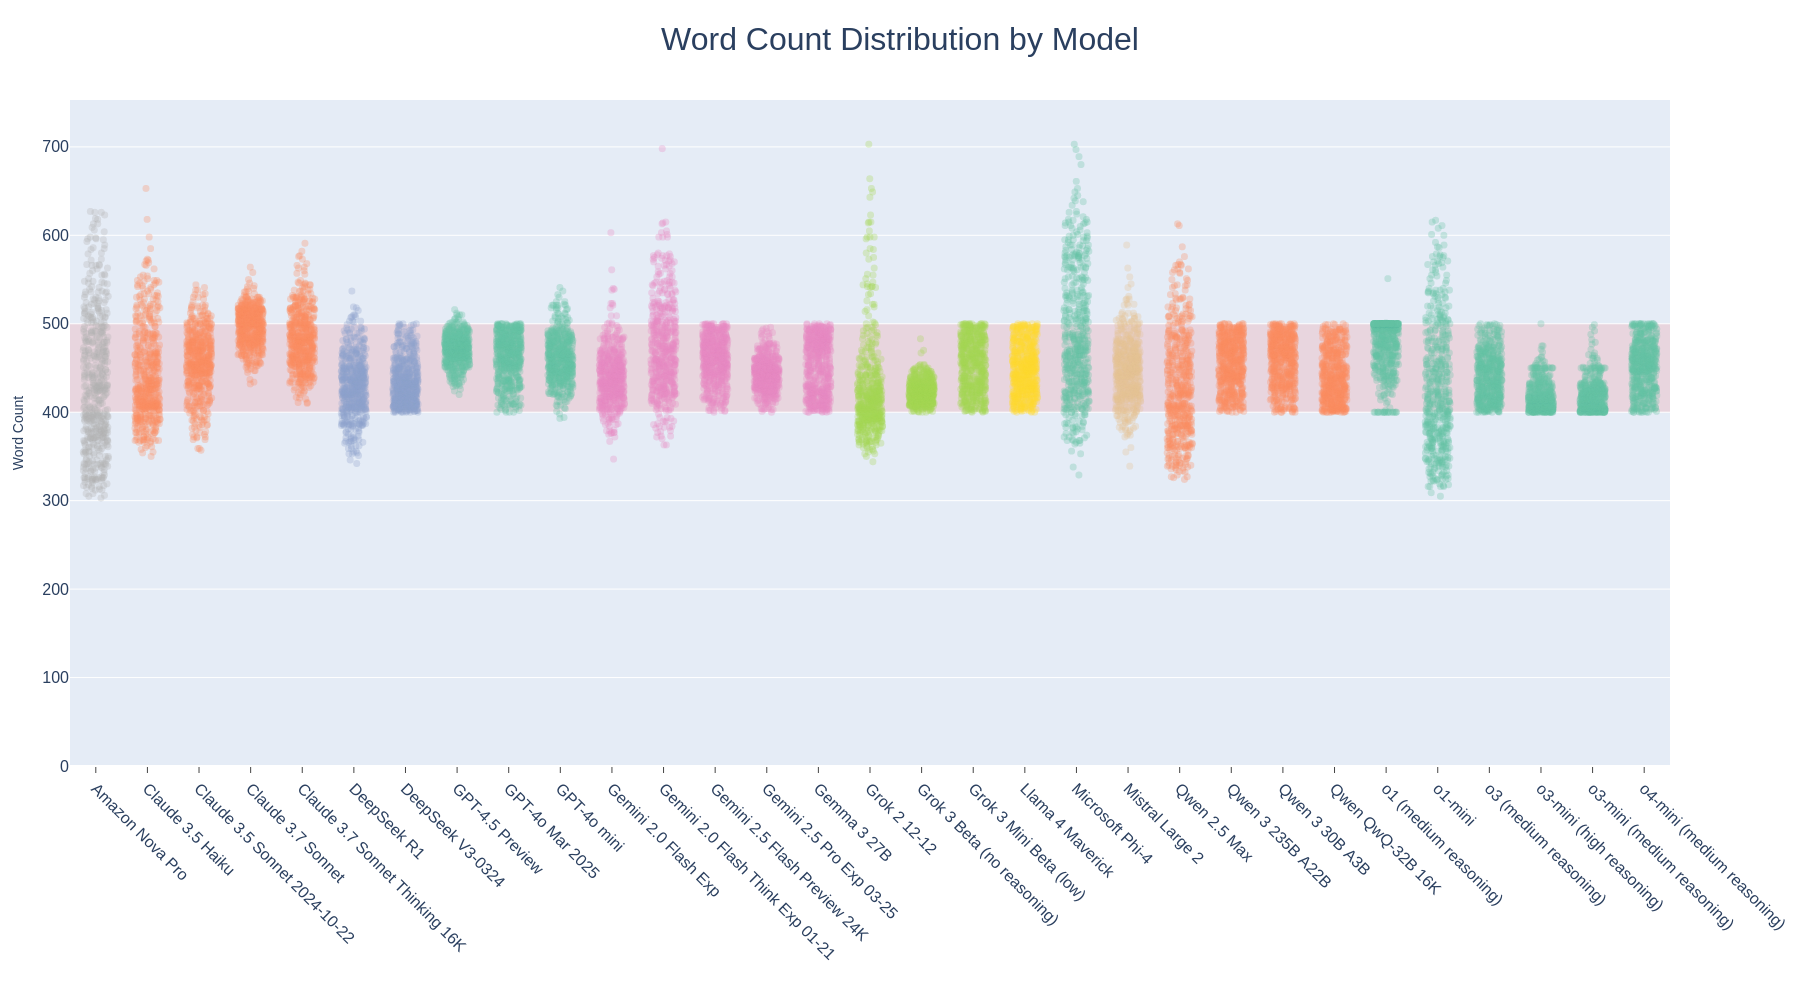 Word Count Distribution by Model
Word Count
700
600
500
400
300
200
100
0
Amazon Nova Pro
Claude 3.5 Haiku
Claude 3.5 Sonnet 2024-10-22
Claude 3.7 Sonnet
Claude 3.7 Sonnet Thinking 16K
DeepSeek R1
DeepSeek V3-0324
GPT-4.5 Preview
GPT-4o Mar 2025
GPT-4o mini
Gemini 2.0 Flash Exp
Gemini 2.0 Flash Think Exp 01-21
Gemini 2.5 Flash Preview 24K
Gemini 2.5 Pro Exp 03-25
Gemma 3 27B
Grok 2 12-12
Grok 3 Beta (no reasoning)
Grok 3 Mini Beta (low)
Llama 4 Maverick
Microsoft Phi-4
Mistral Large 2
Qwen 2.5 Max
Qwen 3 235B A22B
Qwen 3 30B A3B
Qwen QwQ-32B 16K
o1 (medium reasoning)
o1-mini
o3 (medium reasoning)
o3-mini (high reasoning)
o3-mini (medium reasoning)
o4-mini (medium reasoning)